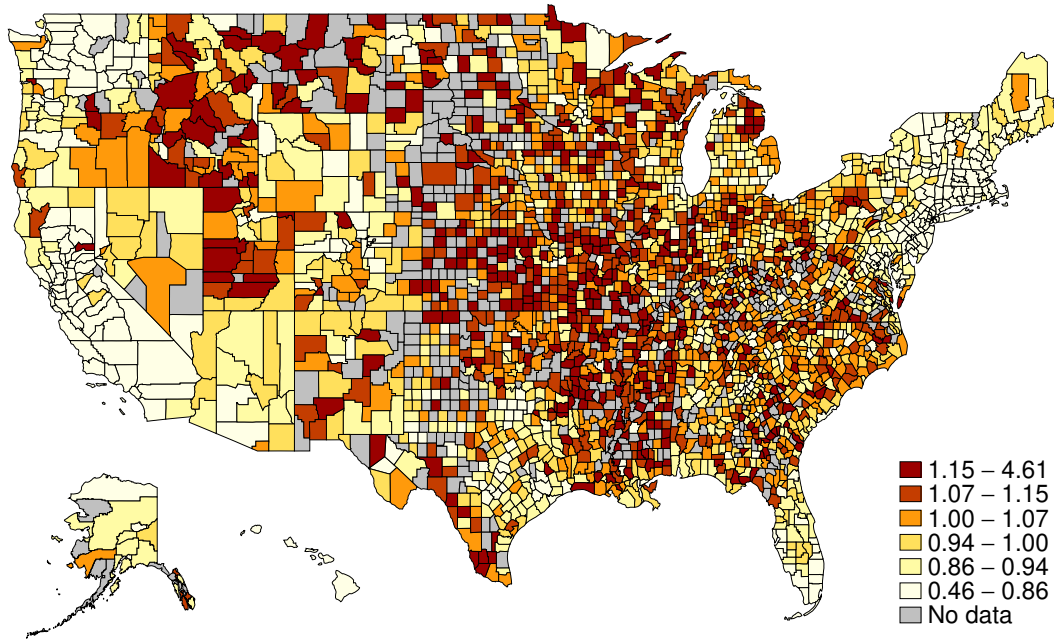 1.15 – 4.61
1.07 – 1.15
1.00 – 1.07
0.94 – 1.00
0.86 – 0.94
0.46 – 0.86
No data